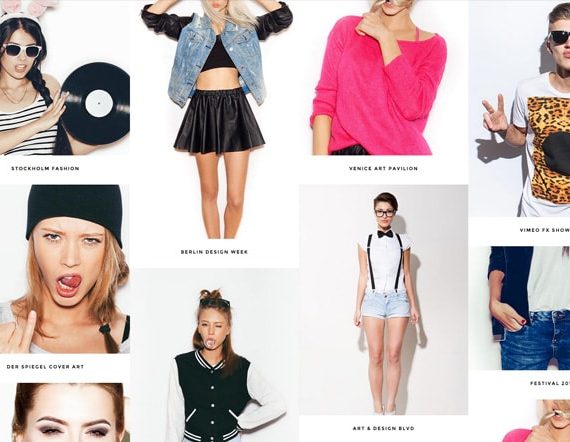 STOCKHOLM FASHION
BERLIN DESIGN WEEK
VENICE ART PAVILION
VIMEO FX SHOW
DER SPIEGEL COVER ART
ART & DESIGN BLVD
FESTIVAL 20